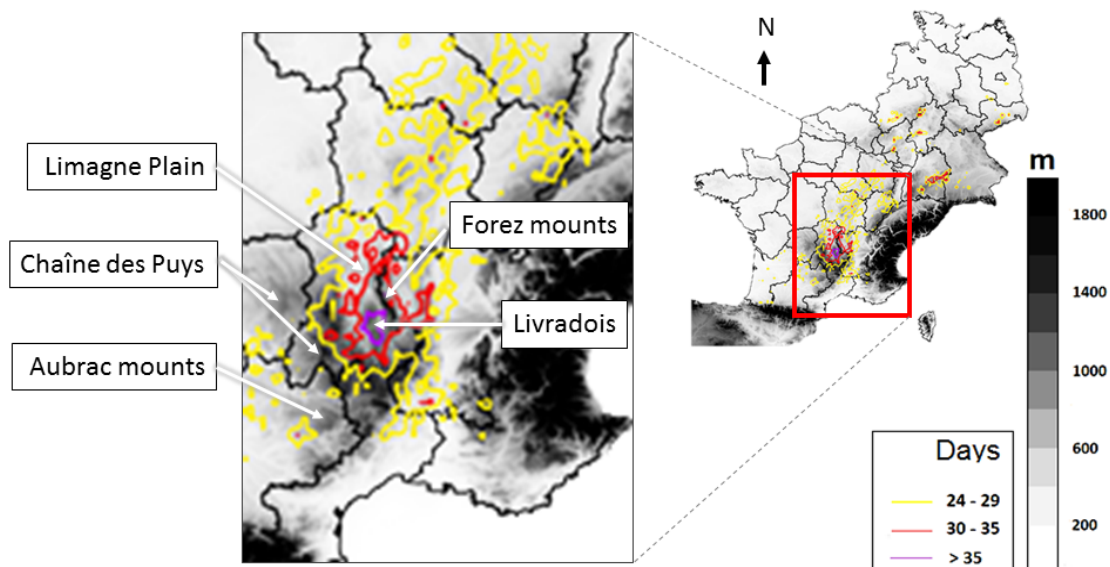 N
Limagne Plain
Forez mounts
Chaîne des Puys
Livradois
Aubrac mounts
m
1800
1400
1000
600
200
Days
24 - 29
30 - 35
> 35